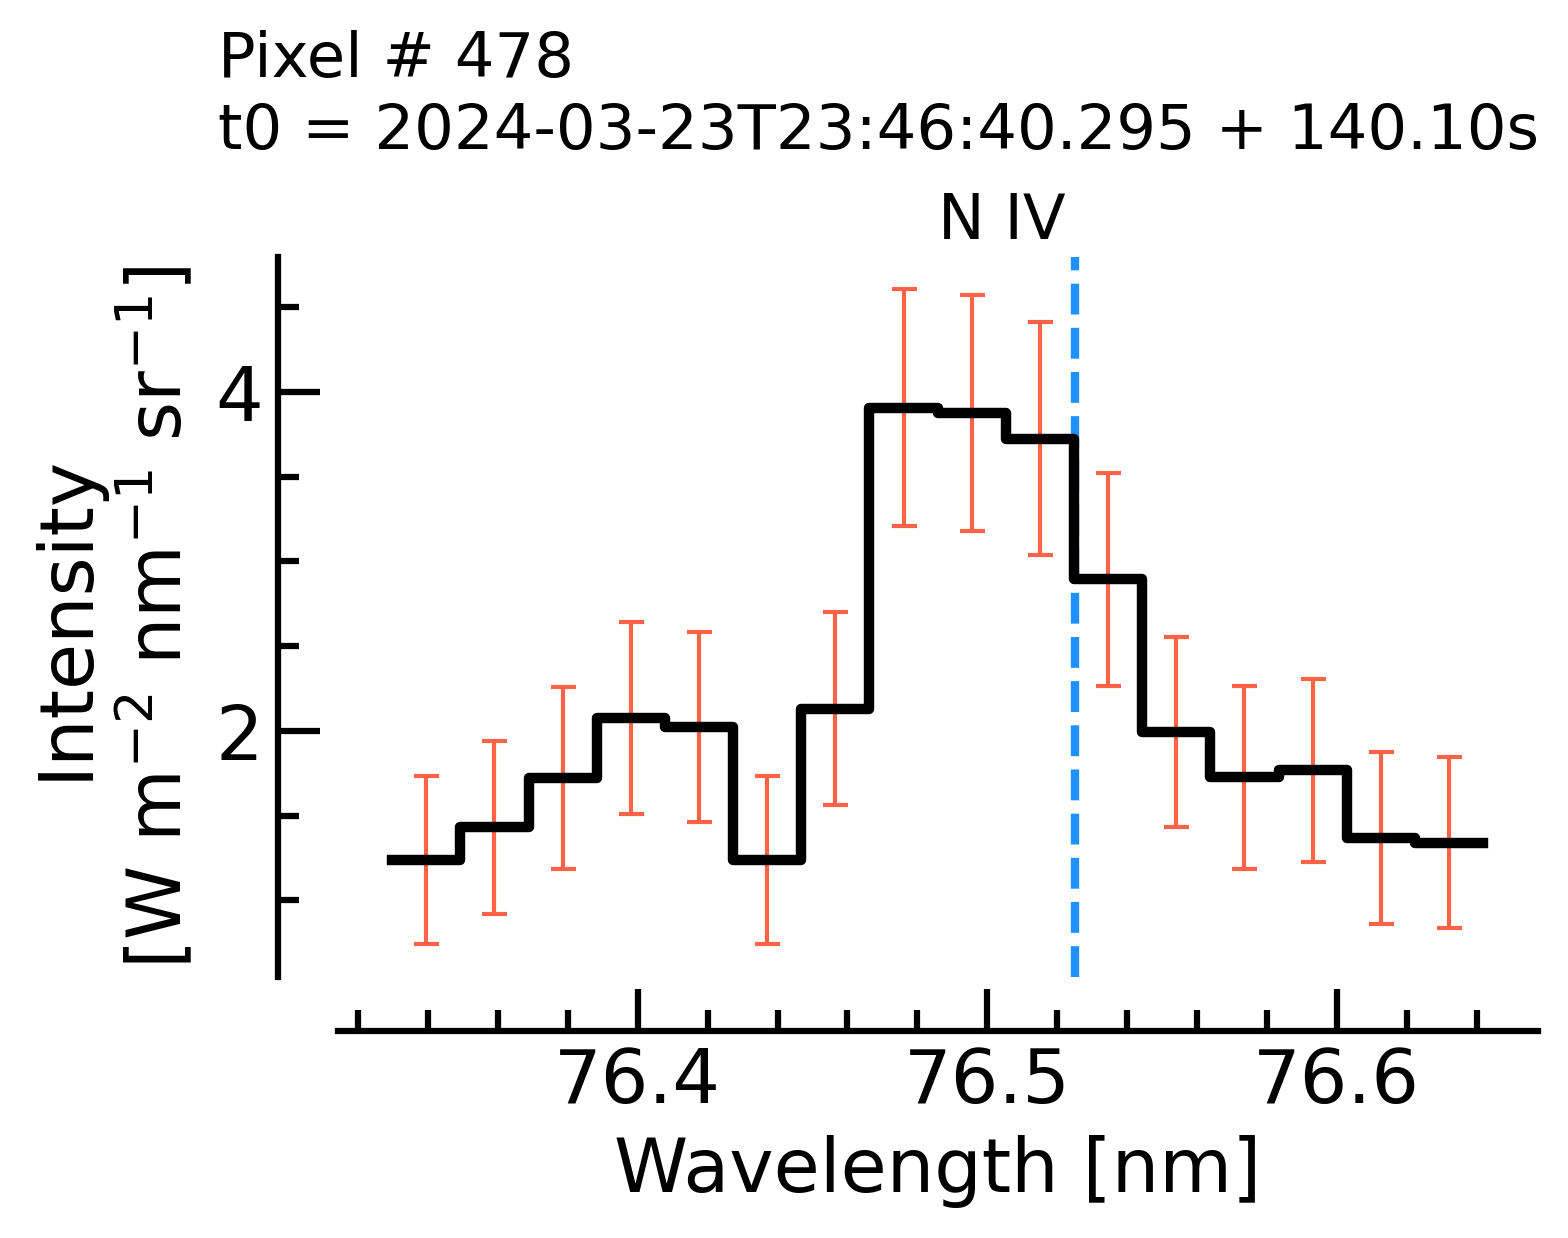 Pixel # 478
t0 = 2024-03-23T23:46:40.295 + 140.10s
N IV
Intensity
[W m⁻² nm⁻¹ sr⁻¹]
4
2
76.4 76.5 76.6
Wavelength [nm]